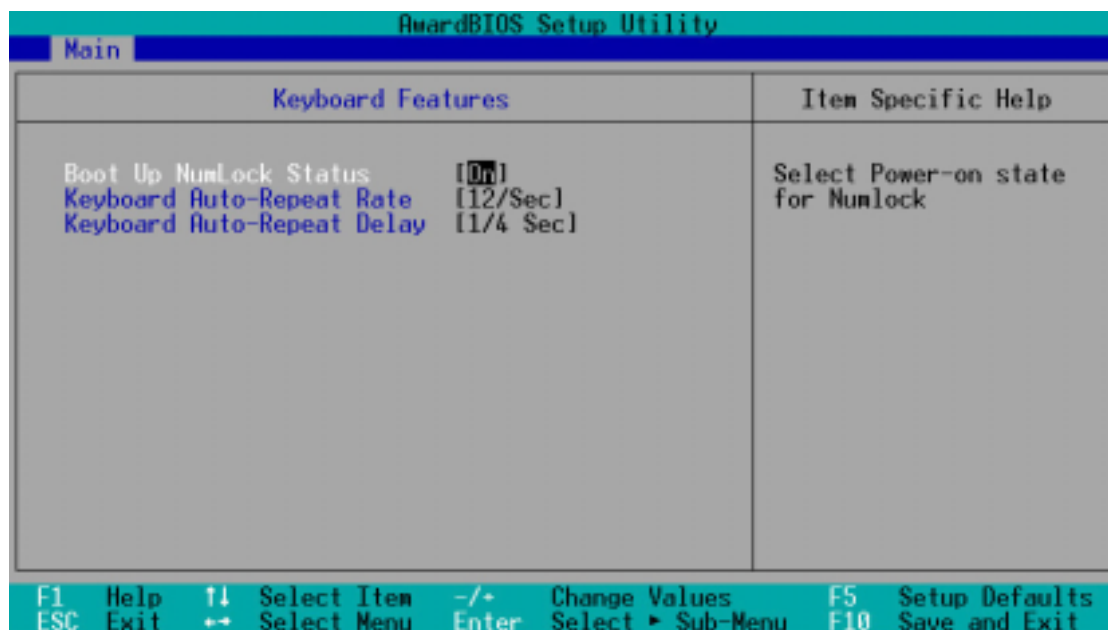 AwardBIOS Setup Utility
Main
Keyboard Features
Item Specific Help
Boot Up NumLock Status [On]
Keyboard Auto-Repeat Rate [12/Sec]
Keyboard Auto-Repeat Delay [1/4 Sec]
Select Power-on state
for Numlock
F1 Help ↑↓ Select Item -/+ Change Values F5 Setup Defaults
ESC Exit ←→ Select Menu Enter Select ► Sub-Menu F10 Save and Exit